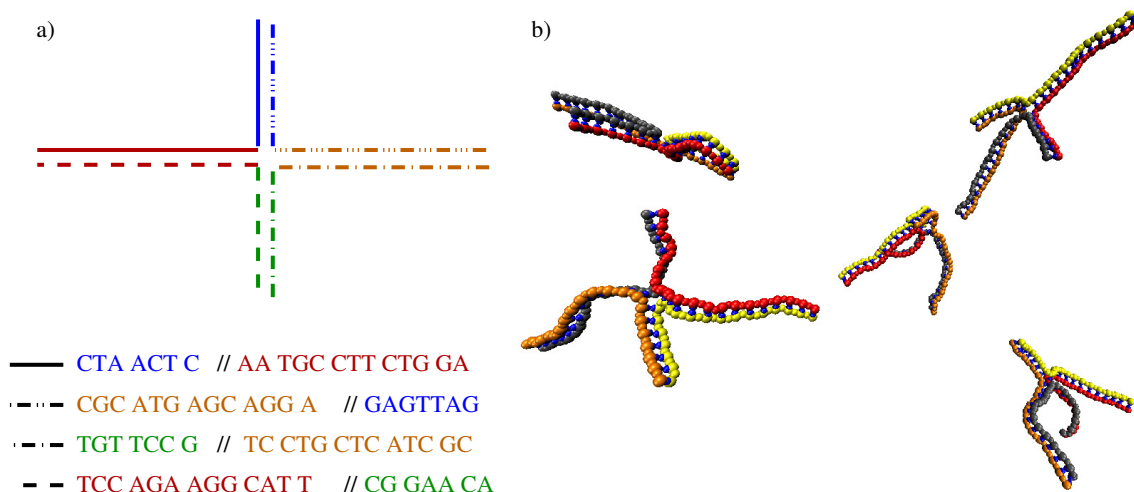 a)
b)
CTA ACT C // AA TGC CTT CTG GA
CGC ATG AGC AGG A // GAGTTAG
TGT TCC G // TC CTG CTC ATC GC
TCC AGA AGG CAT T // CG GAA CA